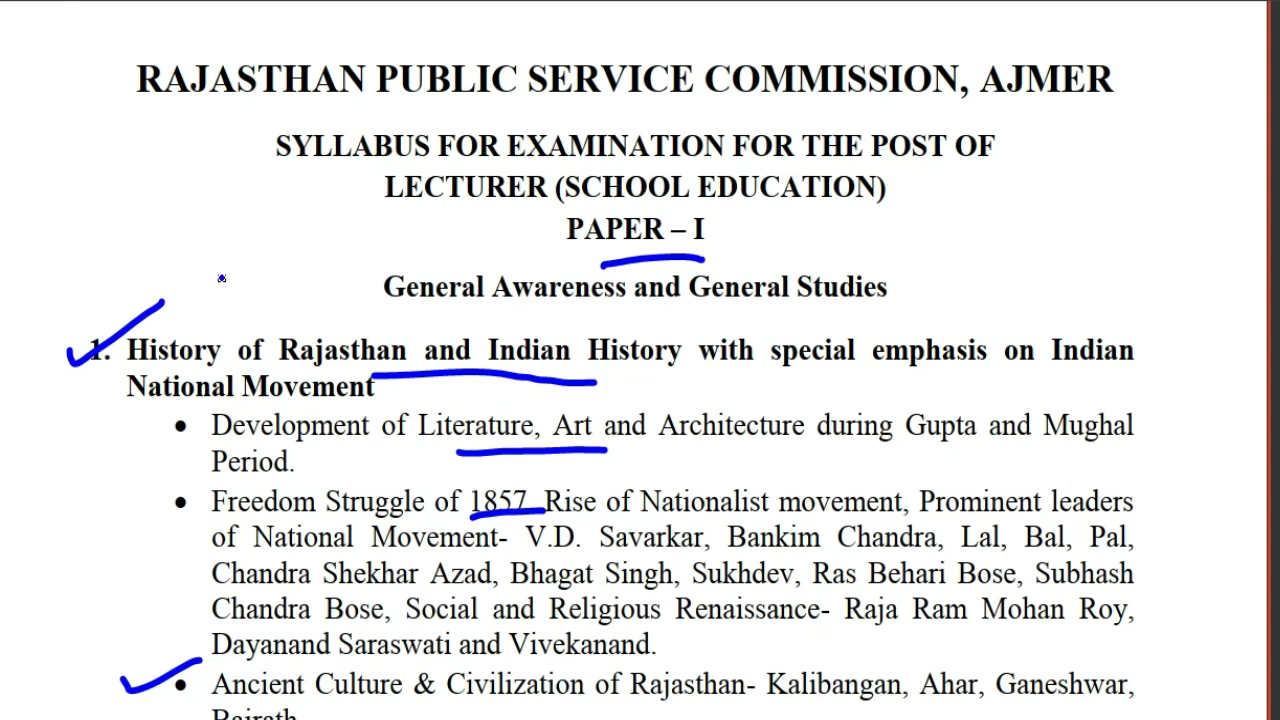 RAJASTHAN PUBLIC SERVICE COMMISSION, AJMER
SYLLABUS FOR EXAMINATION FOR THE POST OF
LECTURER (SCHOOL EDUCATION)
PAPER – I
General Awareness and General Studies
1. History of Rajasthan and Indian History with special emphasis on Indian
National Movement
• Development of Literature, Art and Architecture during Gupta and Mughal
Period.
• Freedom Struggle of 1857, Rise of Nationalist movement, Prominent leaders
of National Movement- V.D. Savarkar, Bankim Chandra, Lal, Bal, Pal,
Chandra Shekhar Azad, Bhagat Singh, Sukhdev, Ras Behari Bose, Subhash
Chandra Bose, Social and Religious Renaissance- Raja Ram Mohan Roy,
Dayanand Saraswati and Vivekanand.
• Ancient Culture & Civilization of Rajasthan- Kalibangan, Ahar, Ganeshwar,
Bairath